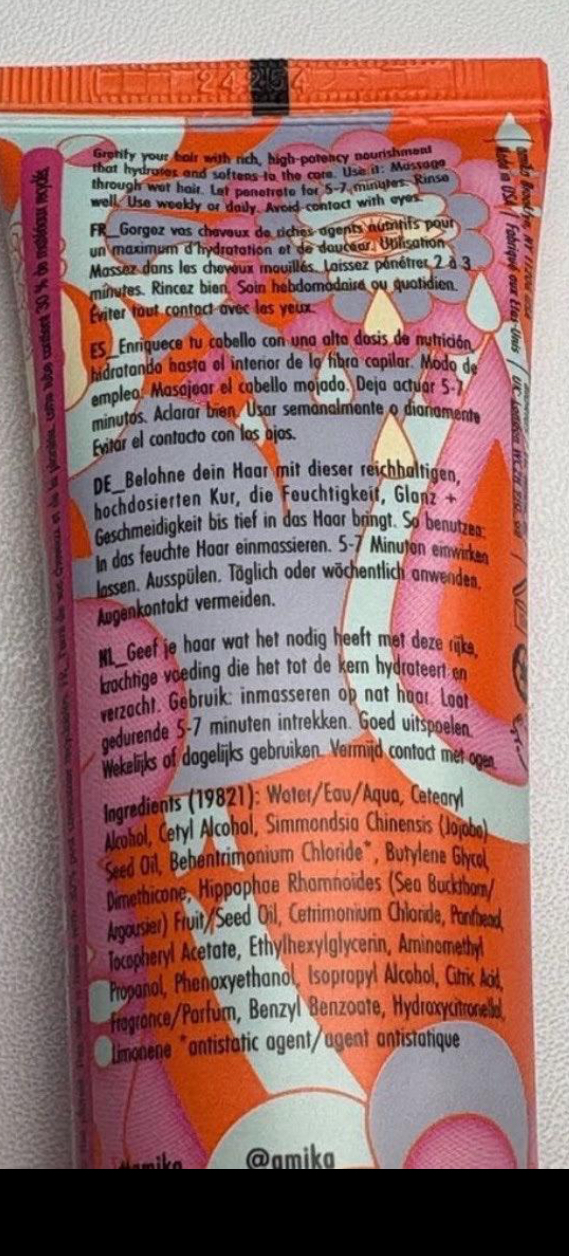 24254
Gratify your hair with rich, high-potency nourishment
that hydrates and softens to the core. Use it: Massage
through wet hair. Let penetrate for 5-7 minutes. Rinse
well. Use weekly or daily. Avoid contact with eyes.
FR_Gorgez vos cheveux de riches agents nutritifs pour
un maximum d'hydratation et de douceur. Utilisation
Massez dans les cheveux mouillés. Laissez pénétrer 2 à 3
minutes. Rincez bien. Soin hebdomadaire ou quotidien.
Éviter tout contact avec les yeux.
ES_Enriquece tu cabello con una alta dosis de nutrición,
hidratando hasta el interior de la fibra capilar. Modo de
empleo: Masajear el cabello mojado. Deja actuar 5-7
minutos. Aclarar bien. Usar semanalmente o diariamente
Evitar el contacto con los ojos.
DE_Belohne dein Haar mit dieser reichhaltigen,
hochdosierten Kur, die Feuchtigkeit, Glanz +
Geschmeidigkeit bis tief in das Haar bringt. So benutzen:
In das feuchte Haar einmassieren. 5-7 Minuten einwirken
lassen. Ausspülen. Täglich oder wöchentlich anwenden.
Augenkontakt vermeiden.
NL_Geef je haar wat het nodig heeft met deze rijke,
krachtige voeding die het tot de kern hydrateert en
verzacht. Gebruik: inmasseren op nat haar. Laat
gedurende 5-7 minuten intrekken. Goed uitspoelen.
Wekelijks of dagelijks gebruiken. Vermijd contact met ogen.
Ingredients (19821): Water/Eau/Aqua, Cetearyl
Alcohol, Cetyl Alcohol, Simmondsia Chinensis (Jojoba)
Seed Oil, Behentrimonium Chloride*, Butylene Glycol,
Dimethicone, Hippophae Rhamnoides (Sea Buckthorn/
Argousier) Fruit/Seed Oil, Cetrimonium Chloride, Panthenol,
Tocopheryl Acetate, Ethylhexylglycerin, Aminomethyl
Propanol, Phenoxyethanol, Isopropyl Alcohol, Citric Acid,
Fragrance/Parfum, Benzyl Benzoate, Hydroxycitronellal,
Limonene *antistatic agent/agent antistatique
@amika
amika Brooklyn, NY
Made in USA / Fabriqué aux États-Unis